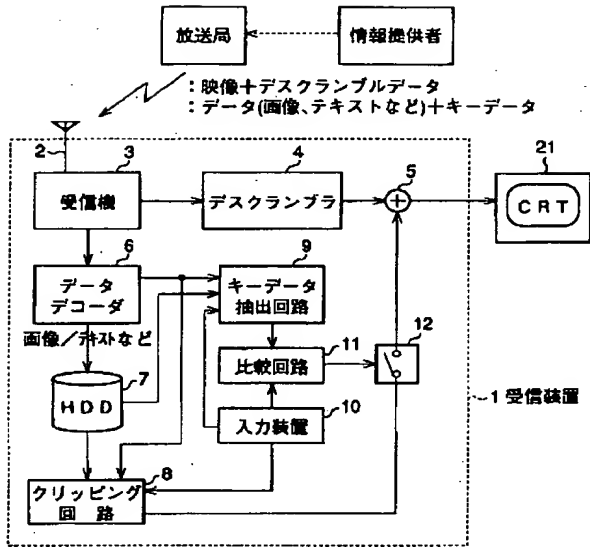 放送局
情報提供者
：映像＋デスクランブルデータ
：データ(画像、テキストなど)＋キーデータ
2
3
受信機
4
デスクランブラ
5
21
CRT
6
データ
デコーダ
9
キーデータ
抽出回路
12
画像／テキストなど
7
HDD
比較回路
11
1 受信装置
入力装置
10
8
クリッピング
回路